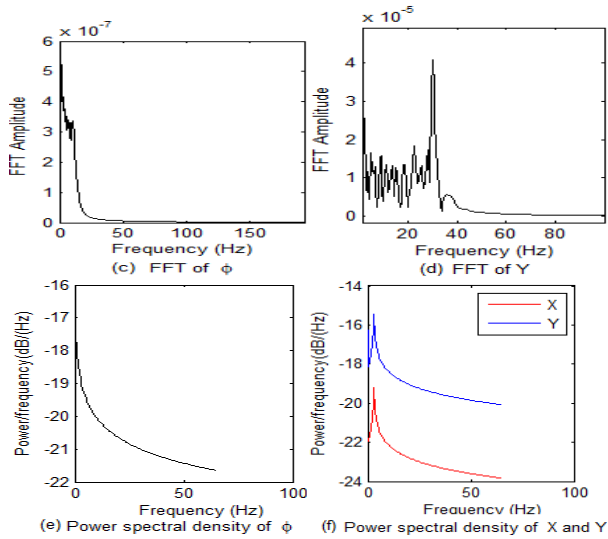 x 10^-7
6
5
4
3
2
1
0
FFT Amplitude
0 50 100 150
Frequency (Hz)
(c) FFT of ϕ
x 10^-5
4
3
2
1
0
FFT Amplitude
20 40 60 80
Frequency (Hz)
(d) FFT of Y
-16
-17
-18
-19
-20
-21
-22
Power/frequency(dB/(Hz)
0 50 100
Frequency (Hz)
(e) Power spectral density of ϕ
-14
-16
-18
-20
-22
-24
Power/frequency(dB/(Hz)
X
Y
0 50 100
Frequency (Hz)
(f) Power spectral density of X and Y